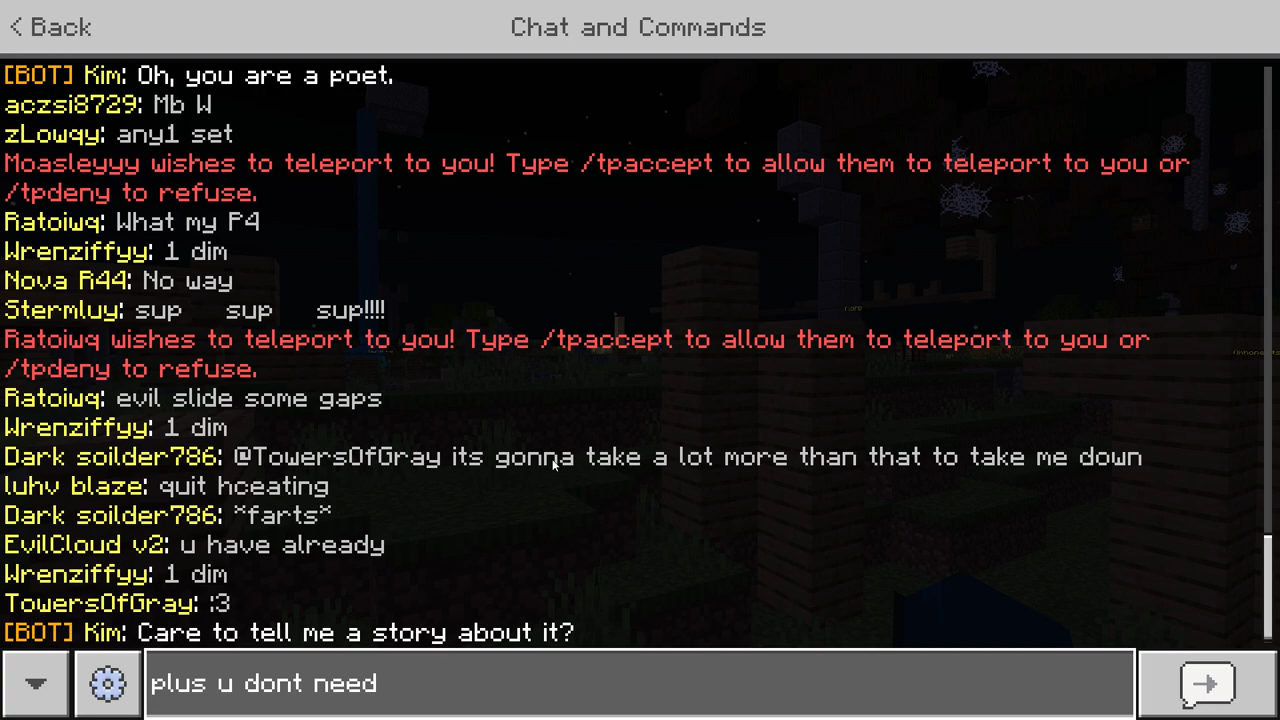 Back
Chat and Commands
[BOT] Kim: Oh, you are a poet.
aczsi8729: Mb W
zLowqy: any1 set
Moasleyyy wishes to teleport to you! Type /tpaccept to allow them to teleport to you or
/tpdeny to refuse.
Ratoiwq: What my P4
Wrenziffyy: 1 dim
Nova R44: No way
Stermluy: sup sup sup!!!!
Ratoiwq wishes to teleport to you! Type /tpaccept to allow them to teleport to you or
/tpdeny to refuse.
Ratoiwq: evil slide some gaps
Wrenziffyy: 1 dim
Dark soilder786: @TowersOfGray its gonna take a lot more than that to take me down
luhv blaze: quit hceating
Dark soilder786: *farts*
EvilCloud v2: u have already
Wrenziffyy: 1 dim
TowersOfGray: :3
[BOT] Kim: Care to tell me a story about it?
plus u dont need